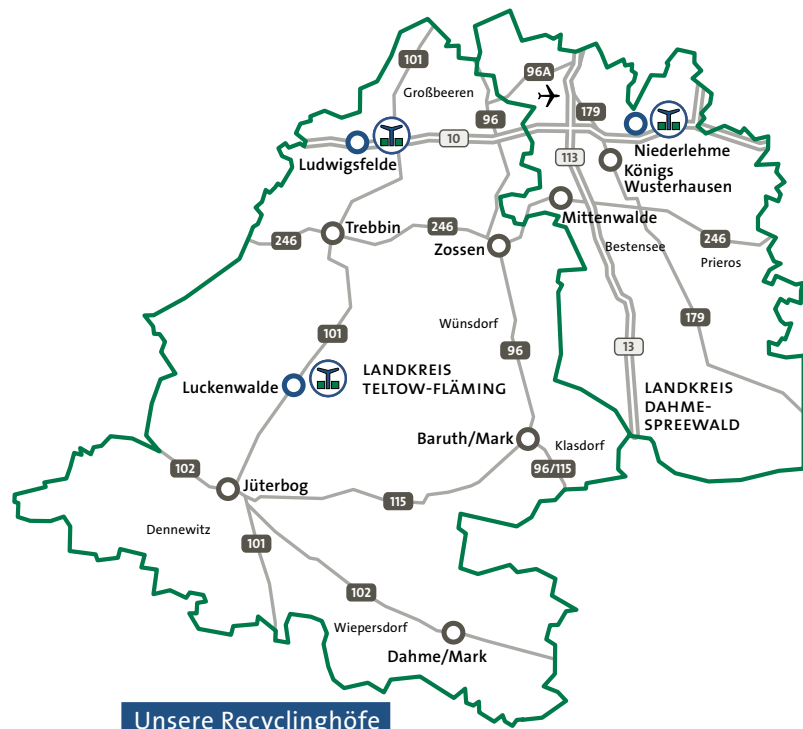 101
96A
Großbeeren
179
96
10
Niederlehme
Ludwigsfelde
113
Königs
Wusterhausen
Mittenwalde
Trebbin
246
246
246
Zossen
Bestensee
Prieros
101
Wünsdorf
179
96
13
LANDKREIS
TELTOW-FLÄMING
Luckenwalde
LANDKREIS
DAHME-
SPREEWALD
Baruth/Mark
Klasdorf
102
96/115
Jüterbog
115
Dennewitz
101
102
Wiepersdorf
Dahme/Mark
Unsere Recyclinghöfe